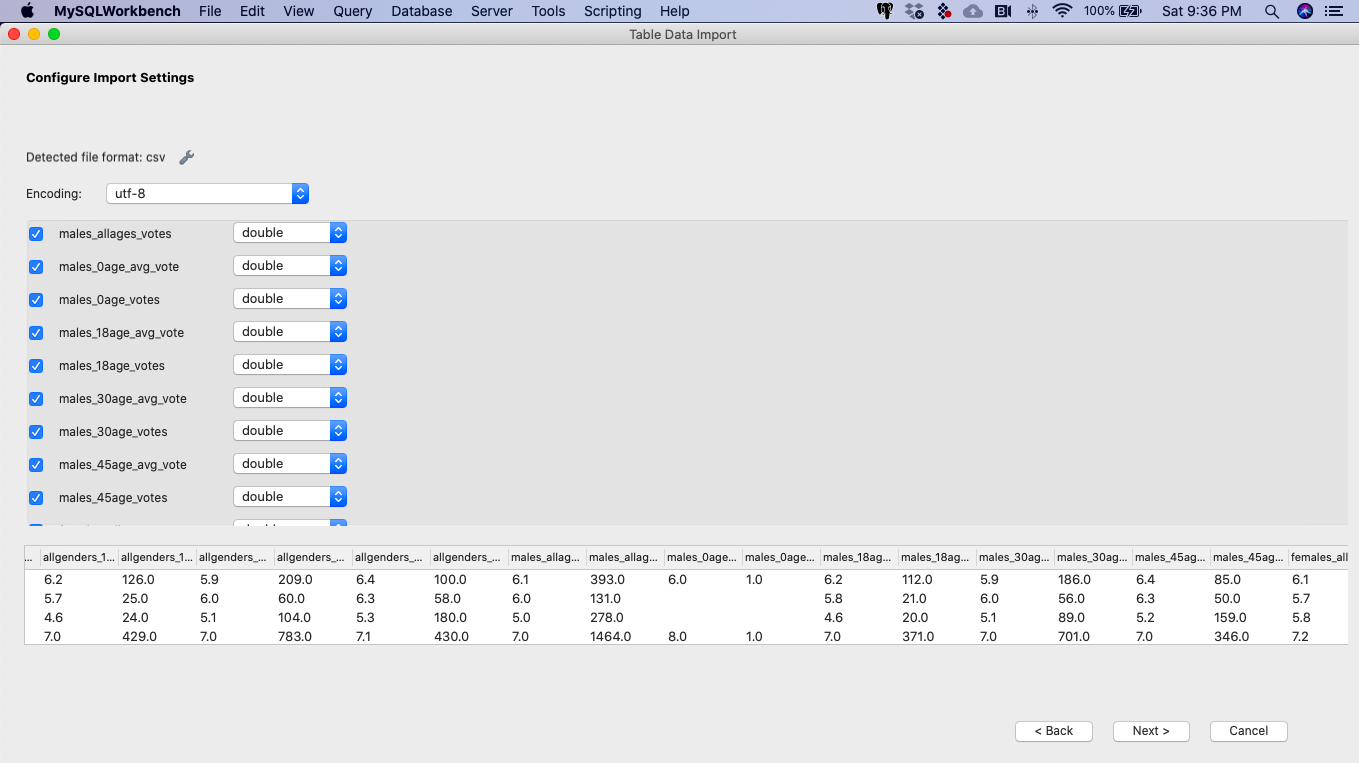 MySQLWorkbench File Edit View Query Database Server Tools Scripting Help 100% Sat 9:36 PM
Table Data Import
Configure Import Settings
Detected file format: csv
Encoding: utf-8
males_allages_votes double
males_0age_avg_vote double
males_0age_votes double
males_18age_avg_vote double
males_18age_votes double
males_30age_avg_vote double
males_30age_votes double
males_45age_avg_vote double
males_45age_votes double
... allgenders_1... allgenders_1... allgenders_... allgenders_... allgenders_... allgenders_... males_allag... males_allag... males_0age... males_0age... males_18ag... males_18ag... males_30ag... males_30ag... males_45ag... males_45ag... females_all
6.2 126.0 5.9 209.0 6.4 100.0 6.1 393.0 6.0 1.0 6.2 112.0 5.9 186.0 6.4 85.0 6.1
5.7 25.0 6.0 60.0 6.3 58.0 6.0 131.0 5.8 21.0 6.0 56.0 6.3 50.0 5.7
4.6 24.0 5.1 104.0 5.3 180.0 5.0 278.0 4.6 20.0 5.1 89.0 5.2 159.0 5.8
7.0 429.0 7.0 783.0 7.1 430.0 7.0 1464.0 8.0 1.0 7.0 371.0 7.0 701.0 7.0 346.0 7.2
< Back Next > Cancel